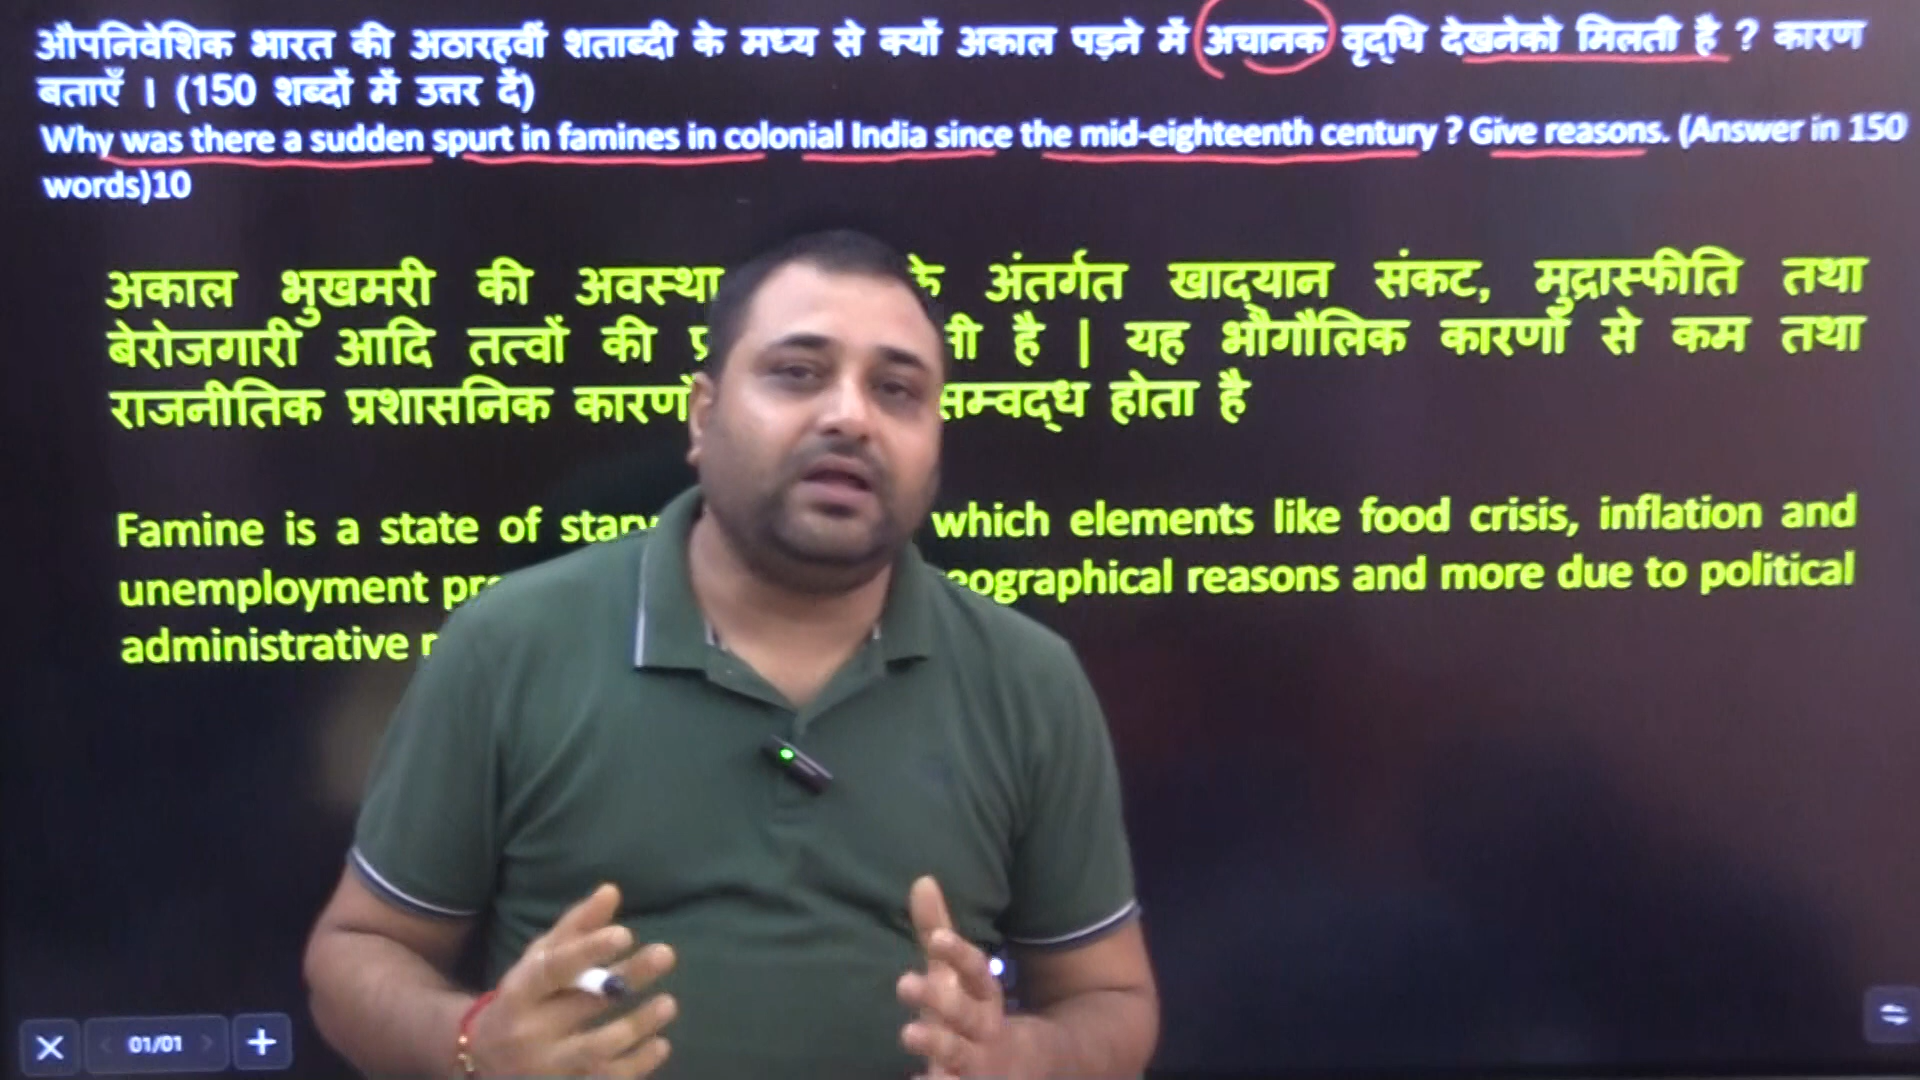 औपनिवेशिक भारत की अठारहवीं शताब्दी के मध्य से क्यों अकाल पड़ने में अचानक वृद्धि देखनेको मिलती है ? कारण
बताएँ । (150 शब्दों में उत्तर दें)
Why was there a sudden spurt in famines in colonial India since the mid-eighteenth century ? Give reasons. (Answer in 150
words)10
अकाल भुखमरी की अवस्था के अंतर्गत खाद्यान संकट, मुद्रास्फीति तथा
बेरोजगारी आदि तत्वों की है | यह भौगौलिक कारणों से कम तथा
राजनीतिक प्रशासनिक कारणों सम्वद्ध होता है
Famine is a state of which elements like food crisis, inflation and
unemployment reasons and more due to political
administrative
01/01